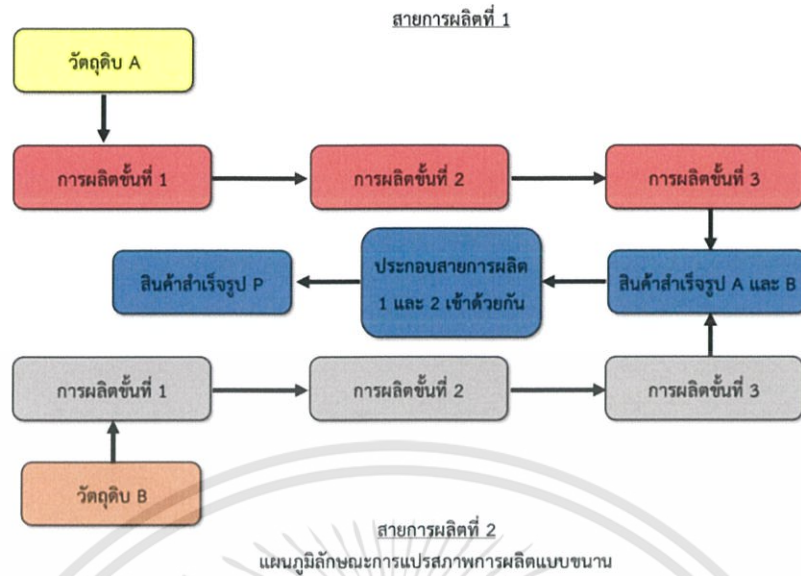 สายการผลิตที่ 1
วัตถุดิบ A
การผลิตขั้นที่ 1
การผลิตขั้นที่ 2
การผลิตขั้นที่ 3
สินค้าสำเร็จรูป P
ประกอบสายการผลิต
1 และ 2 เข้าด้วยกัน
สินค้าสำเร็จรูป A และ B
การผลิตขั้นที่ 1
การผลิตขั้นที่ 2
การผลิตขั้นที่ 3
วัตถุดิบ B
สายการผลิตที่ 2
แผนภูมิลักษณะการแปรสภาพการผลิตแบบขนาน